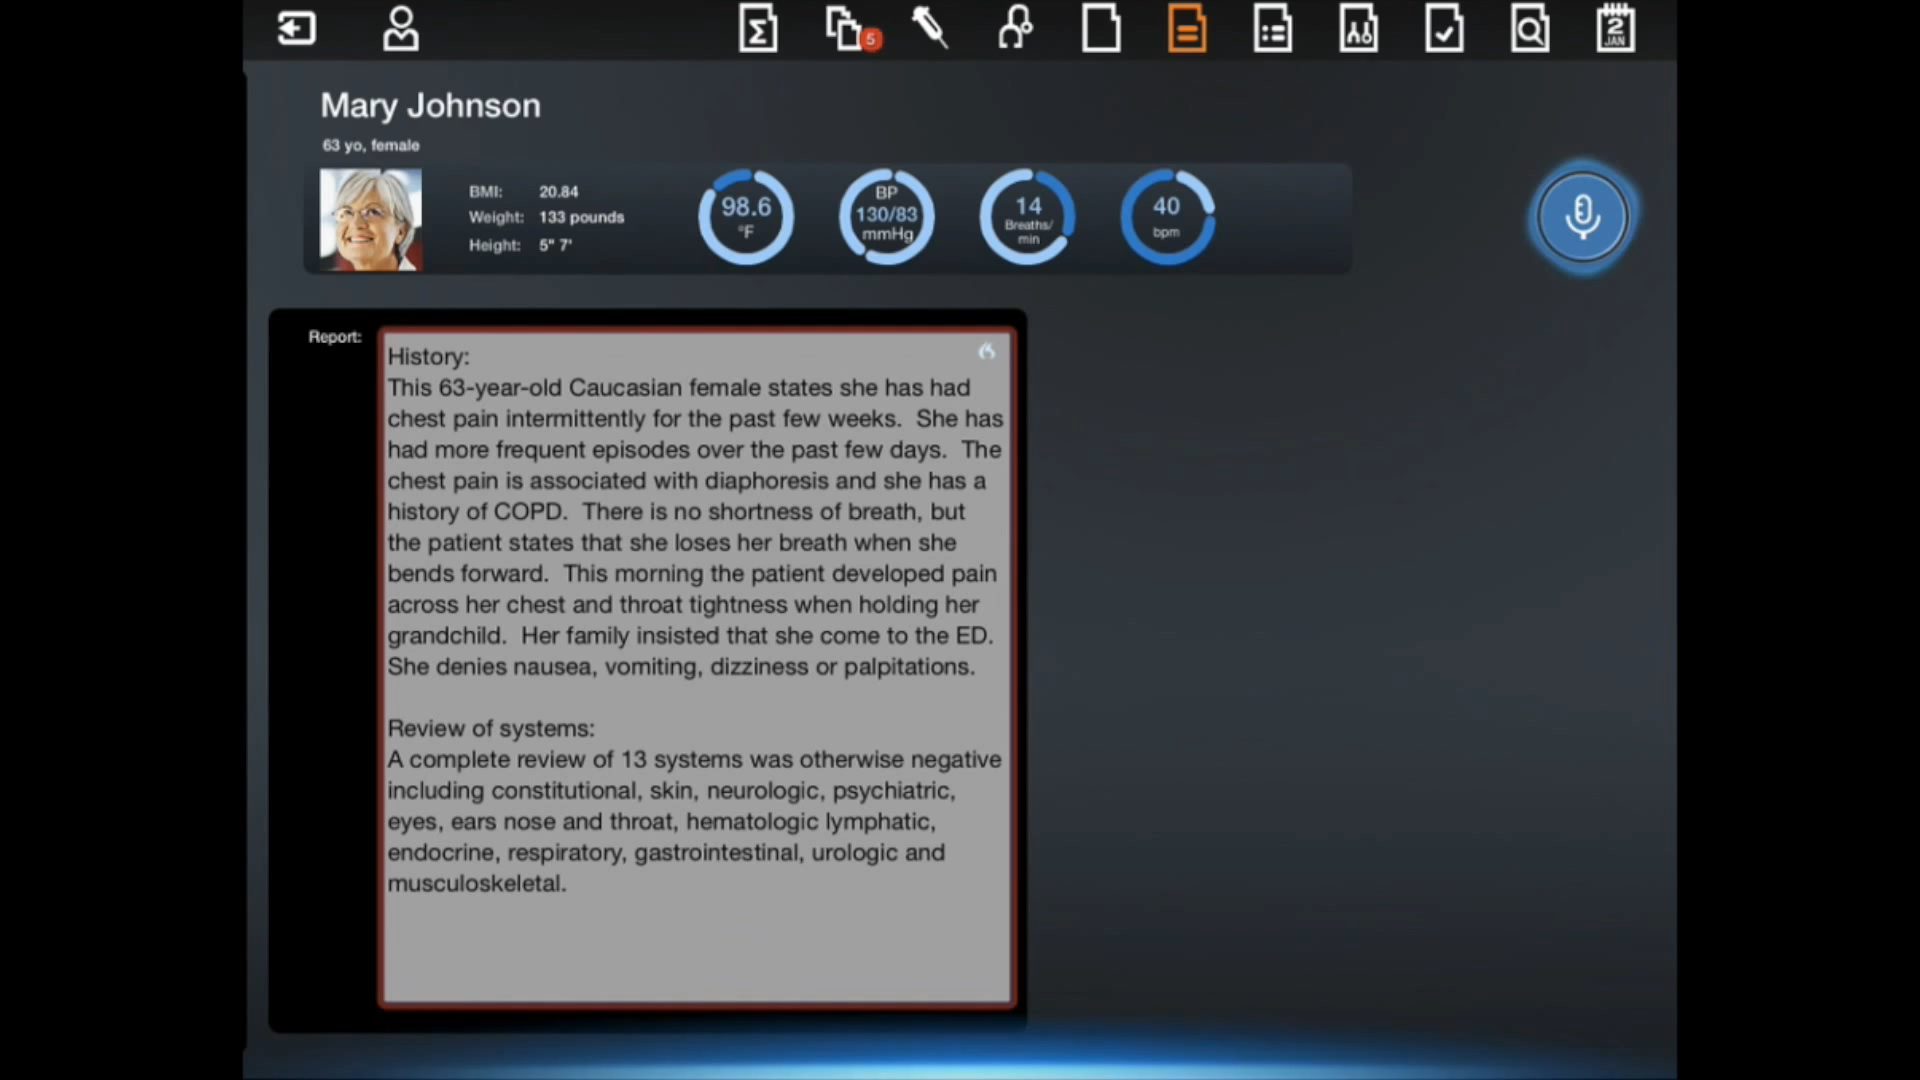 5
2
JAN
Mary Johnson
63 yo, female
BMI: 20.84
Weight: 133 pounds
Height: 5" 7'
98.6
°F
BP
130/83
mmHg
14
Breaths/
min
40
bpm
Report:
History:
This 63-year-old Caucasian female states she has had
chest pain intermittently for the past few weeks.  She has
had more frequent episodes over the past few days.  The
chest pain is associated with diaphoresis and she has a
history of COPD.  There is no shortness of breath, but
the patient states that she loses her breath when she
bends forward.  This morning the patient developed pain
across her chest and throat tightness when holding her
grandchild.  Her family insisted that she come to the ED.
She denies nausea, vomiting, dizziness or palpitations.
Review of systems:
A complete review of 13 systems was otherwise negative
including constitutional, skin, neurologic, psychiatric,
eyes, ears nose and throat, hematologic lymphatic,
endocrine, respiratory, gastrointestinal, urologic and
musculoskeletal.